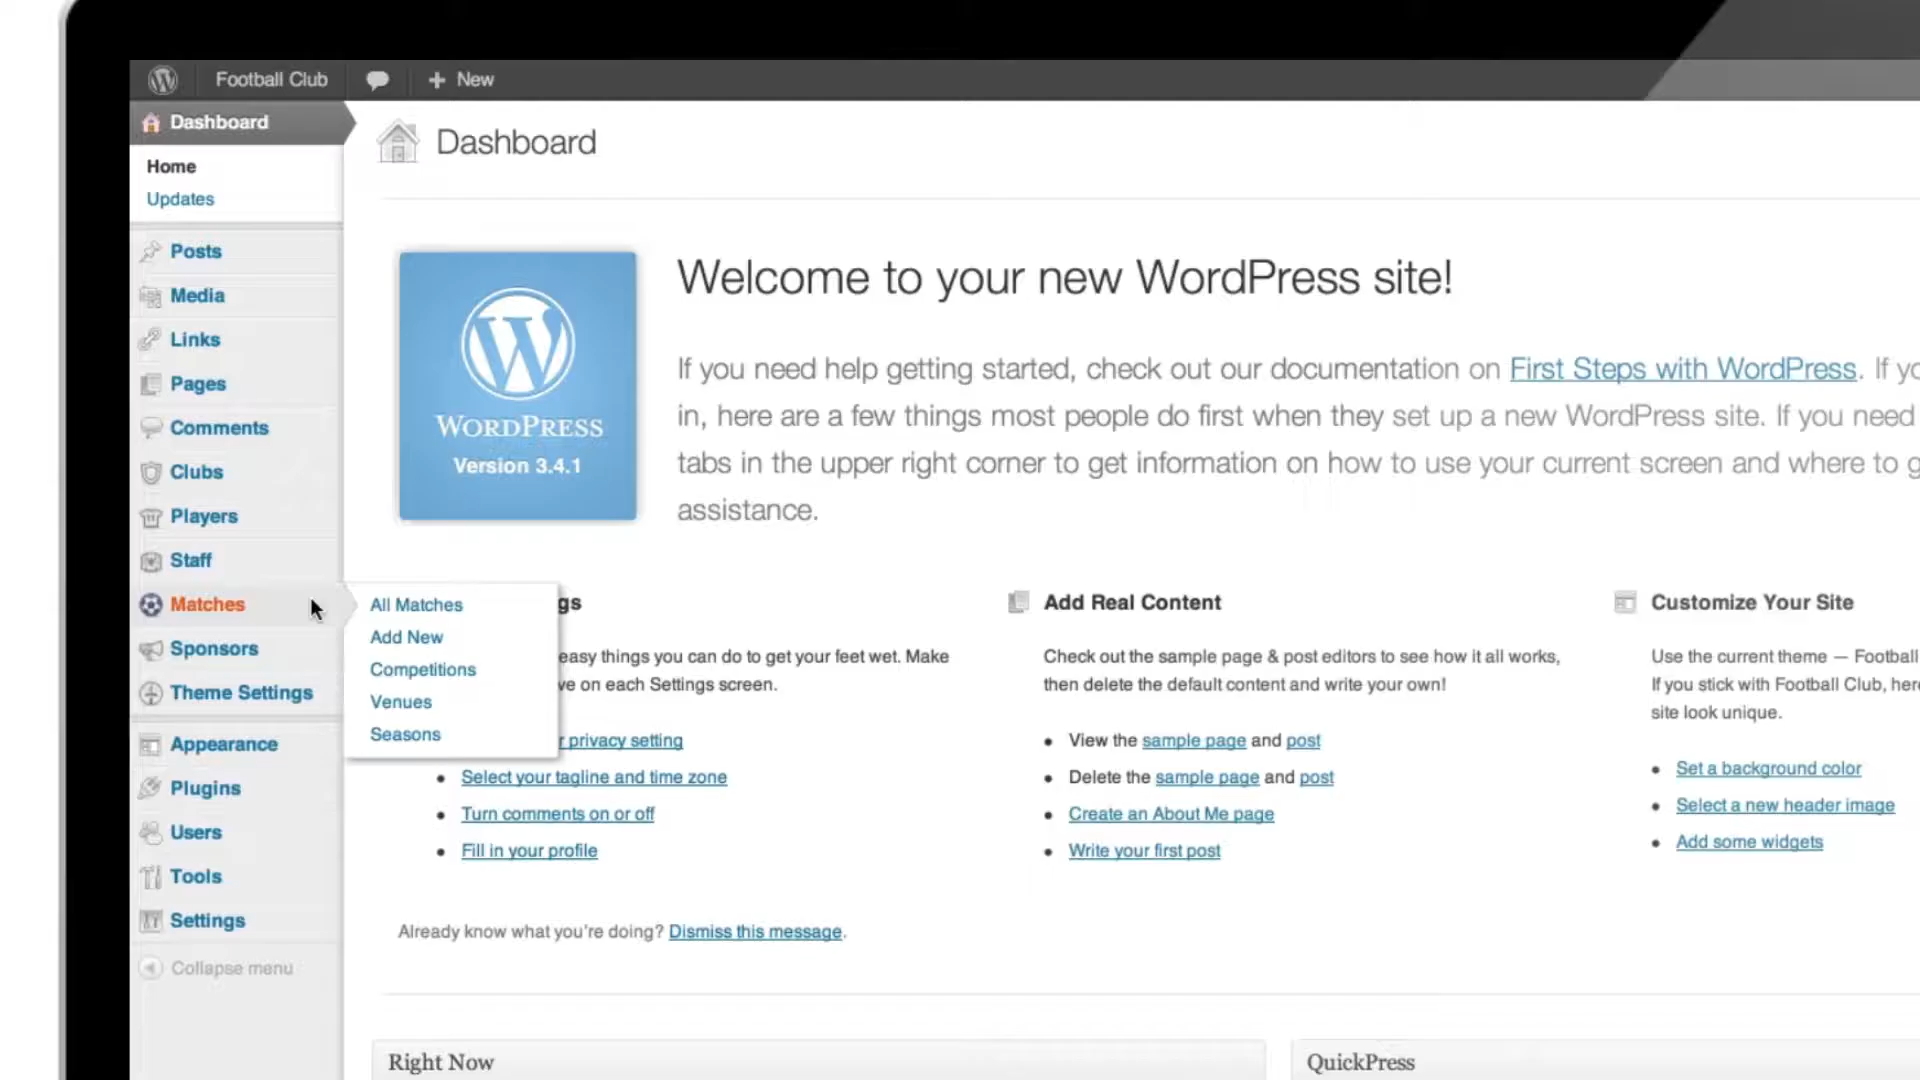 Football Club
New
Dashboard
Home
Updates
Posts
Media
Links
Pages
Comments
Clubs
Players
Staff
Matches
Sponsors
Theme Settings
Appearance
Plugins
Users
Tools
Settings
Collapse menu
All Matches
Add New
Competitions
Venues
Seasons
Dashboard
WORDPRESS
Version 3.4.1
Welcome to your new WordPress site!
If you need help getting started, check out our documentation on First Steps with WordPress. If
in, here are a few things most people do first when they set up a new WordPress site. If you need
tabs in the upper right corner to get information on how to use your current screen and where to
assistance.
easy things you can do to get your feet wet. Make
on each Settings screen.
privacy setting
Select your tagline and time zone
Turn comments on or off
Fill in your profile
Add Real Content
Check out the sample page & post editors to see how it all works,
then delete the default content and write your own!
View the sample page and post
Delete the sample page and post
Create an About Me page
Write your first post
Customize Your Site
Use the current theme — Football
If you stick with Football Club,
site look unique.
Set a background color
Select a new header image
Add some widgets
Already know what you're doing? Dismiss this message.
Right Now
QuickPress